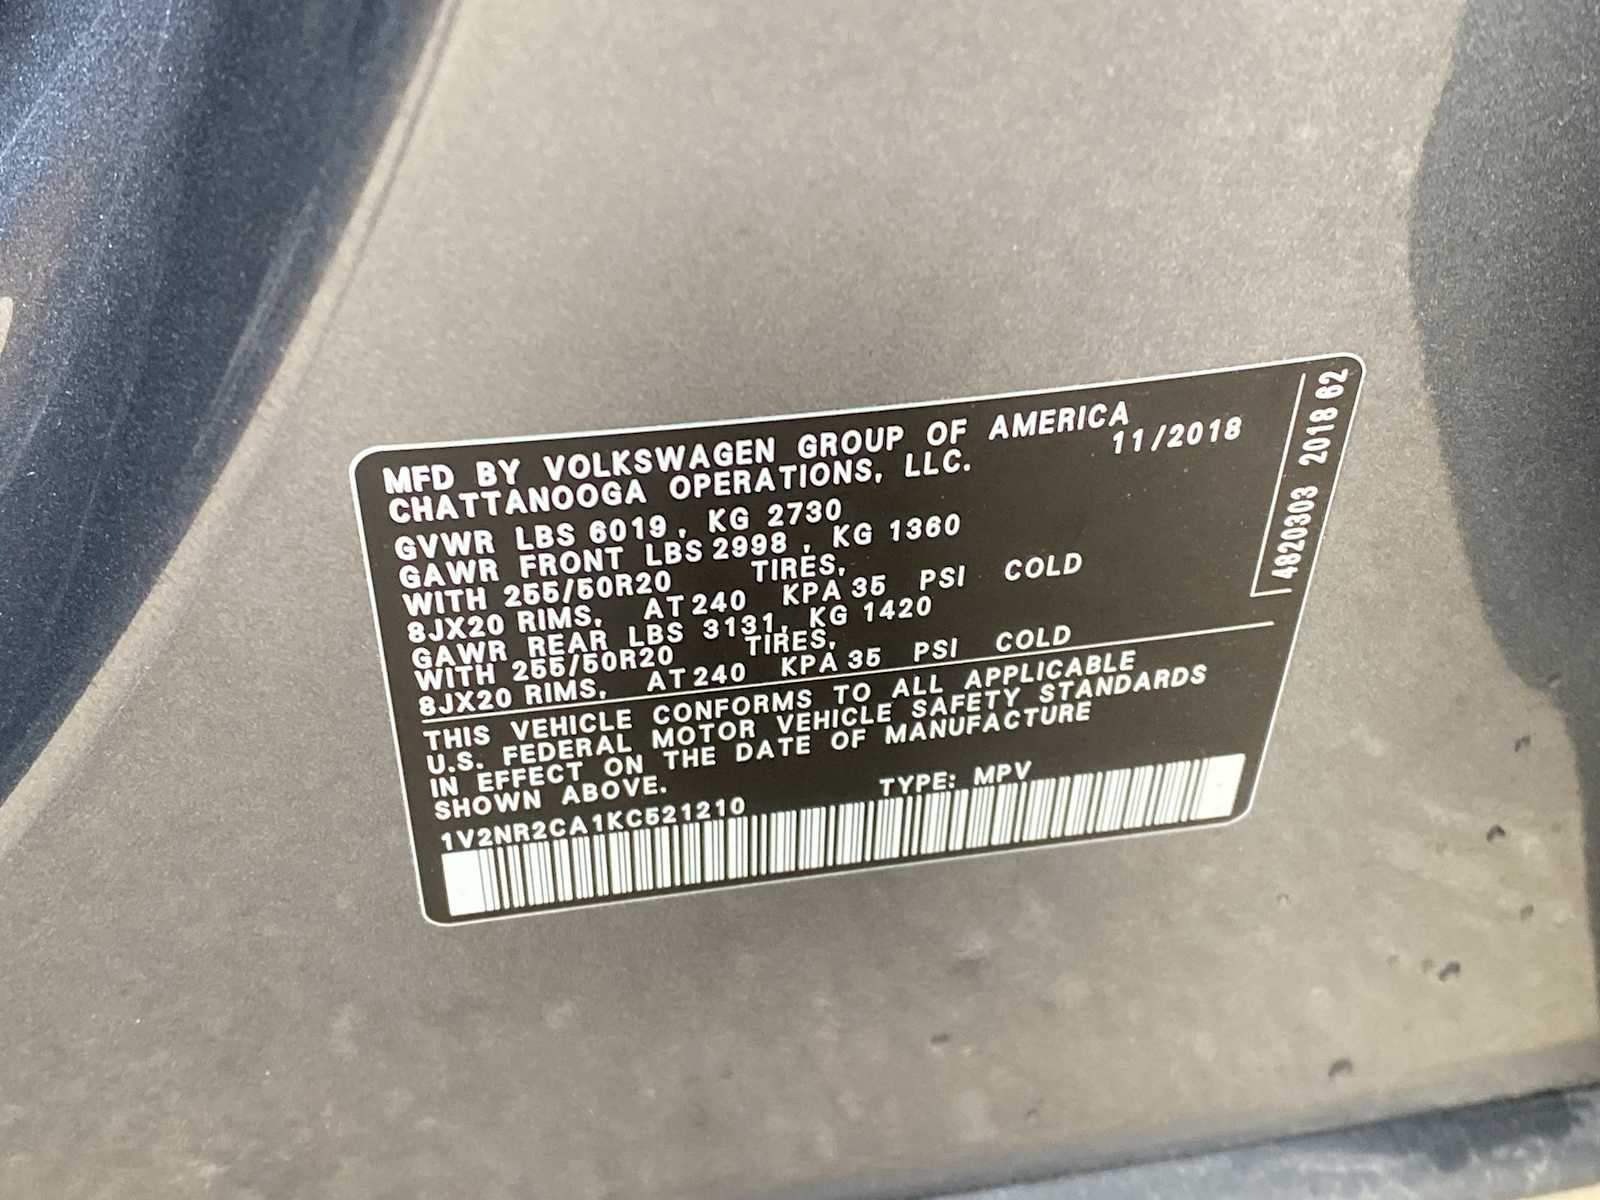 MFD BY VOLKSWAGEN GROUP OF AMERICA
CHATTANOOGA OPERATIONS, LLC. 11/2018
GVWR LBS 6019, KG 2730
GAWR FRONT LBS 2998, KG 1360
WITH 255/50R20 TIRES,
8JX20 RIMS, AT 240 KPA 35 PSI COLD
GAWR REAR LBS 3131, KG 1420
WITH 255/50R20 TIRES,
8JX20 RIMS, AT 240 KPA 35 PSI COLD
THIS VEHICLE CONFORMS TO ALL APPLICABLE
U.S. FEDERAL MOTOR VEHICLE SAFETY STANDARDS
IN EFFECT ON THE DATE OF MANUFACTURE
SHOWN ABOVE.
1V2NR2CA1KC521210 TYPE: MPV
4820303 2018 62